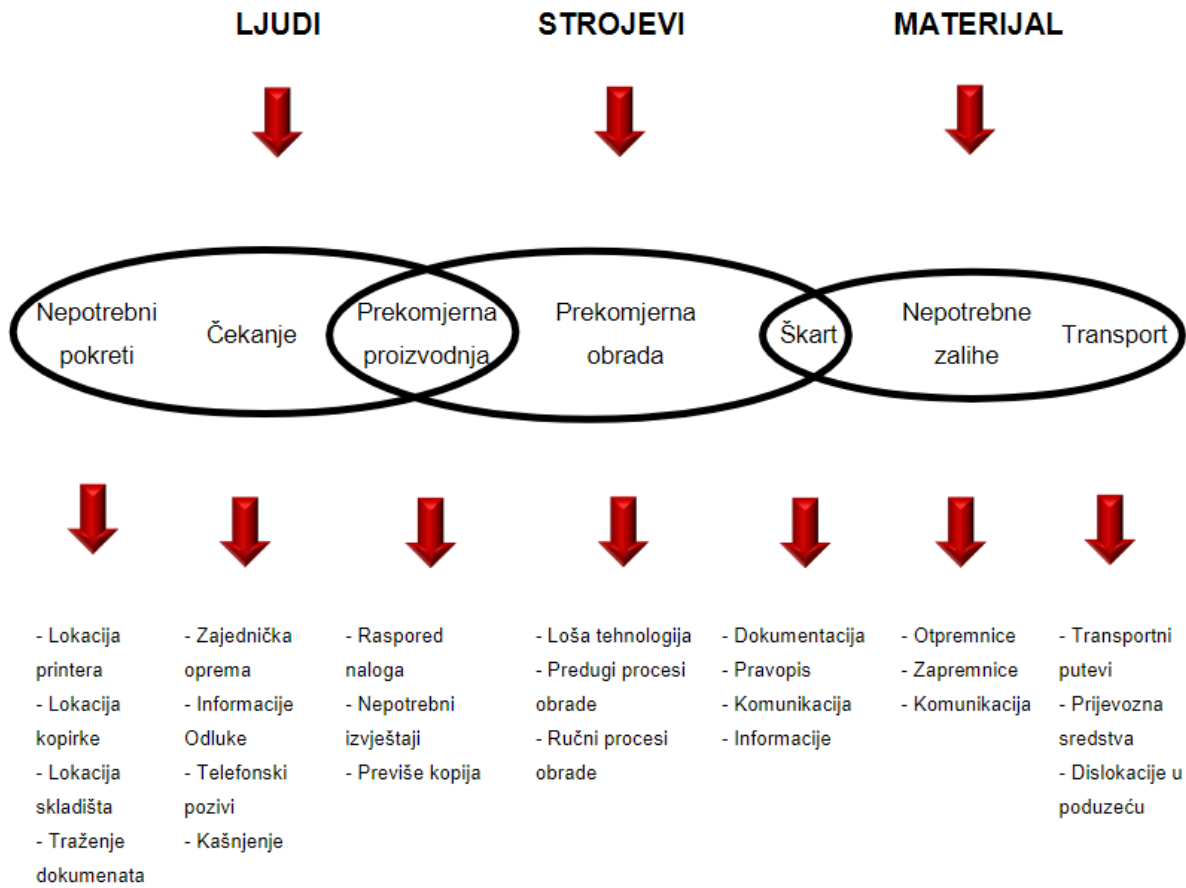 LJUDI
STROJEVI
MATERIJAL
Nepotrebni
pokreti
Čekanje
Prekomjerna
proizvodnja
Prekomjerna
obrada
Škart
Nepotrebne
zalihe
Transport
- Lokacija
printera
- Lokacija
kopirke
- Lokacija
skladišta
- Traženje
dokumenata
- Zajednička
oprema
- Informacije
Odluke
- Telefonski
pozivi
- Kašnjenje
- Raspored
naloga
- Nepotrebni
izvještaji
- Previše kopija
- Loša tehnologija
- Predugi procesi
obrade
- Ručni procesi
obrade
- Dokumentacija
- Pravopis
- Komunikacija
- Informacije
- Otpremnice
- Zapremnice
- Komunikacija
- Transportni
putevi
- Prijevozna
sredstva
- Dislokacije u
poduzeću